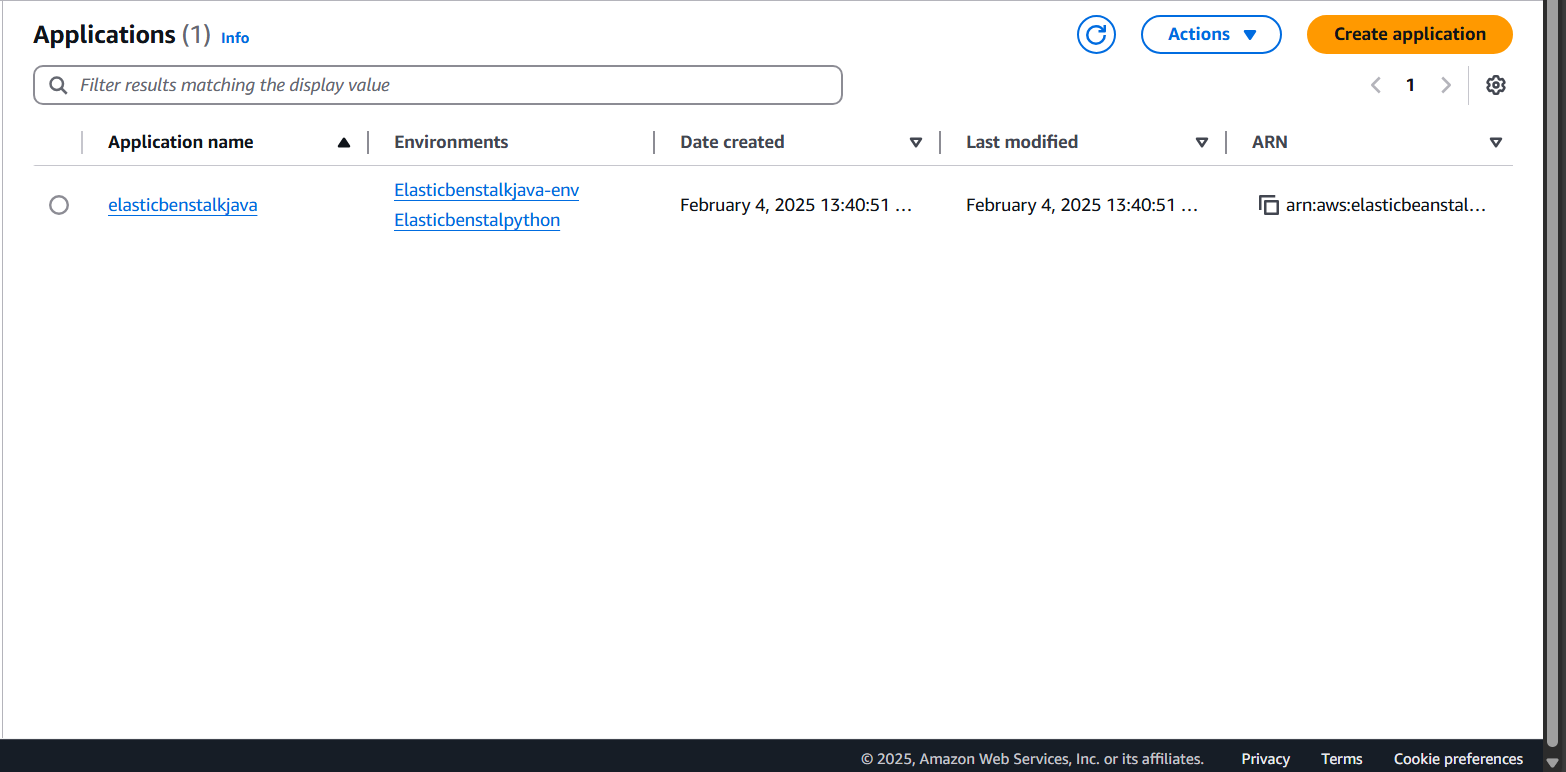 Applications (1) Info
Actions
Create application
Filter results matching the display value
1
Application name Environments Date created Last modified ARN
elasticbenstalkjava
Elasticbenstalkjava-env
Elasticbenstalpython
February 4, 2025 13:40:51 ...
February 4, 2025 13:40:51 ...
arn:aws:elasticbeanstal...
© 2025, Amazon Web Services, Inc. or its affiliates. Privacy Terms Cookie preferences